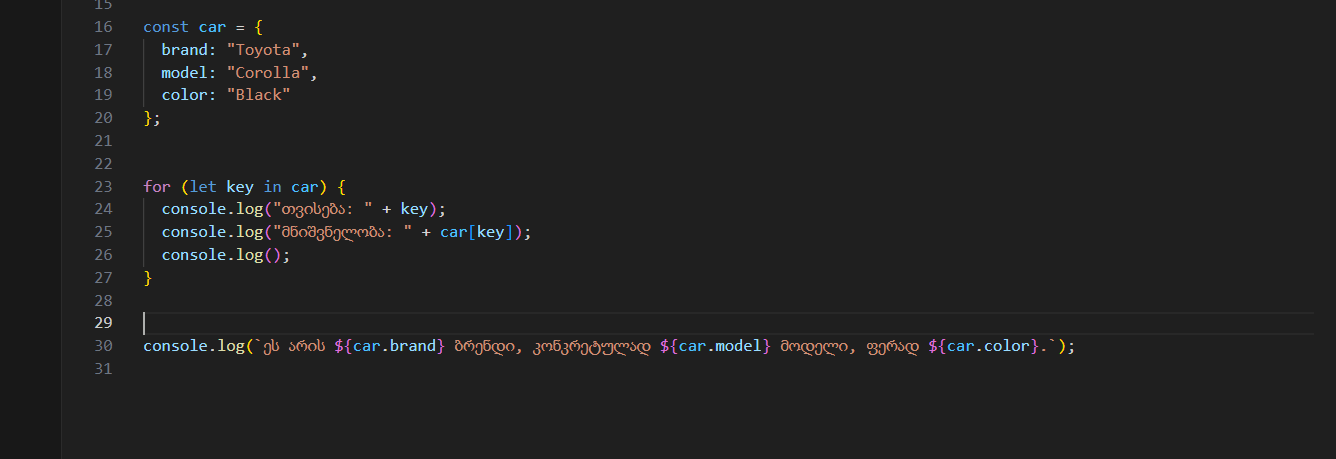 15
16 const car = {
17 brand: "Toyota",
18 model: "Corolla",
19 color: "Black"
20 };
21
22
23 for (let key in car) {
24 console.log("თვისება: " + key);
25 console.log("მნიშვნელობა: " + car[key]);
26 console.log();
27 }
28
29
30 console.log(`ეს არის ${car.brand} ბრენდი, კონკრეტულად ${car.model} მოდელი, ფერად ${car.color}.`);
31